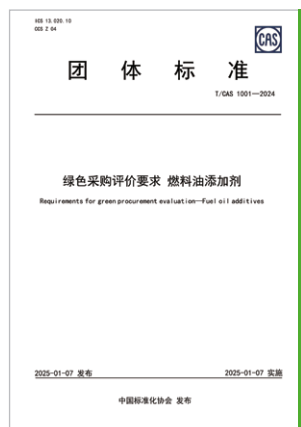 ICS 13.020.10
CCS Z 04
CAS
团体标准
T/CAS 1001—2024
绿色采购评价要求 燃料油添加剂
Requirements for green procurement evaluation—Fuel oil additives
2025-01-07 发布
2025-01-07 实施
中国标准化协会 发布